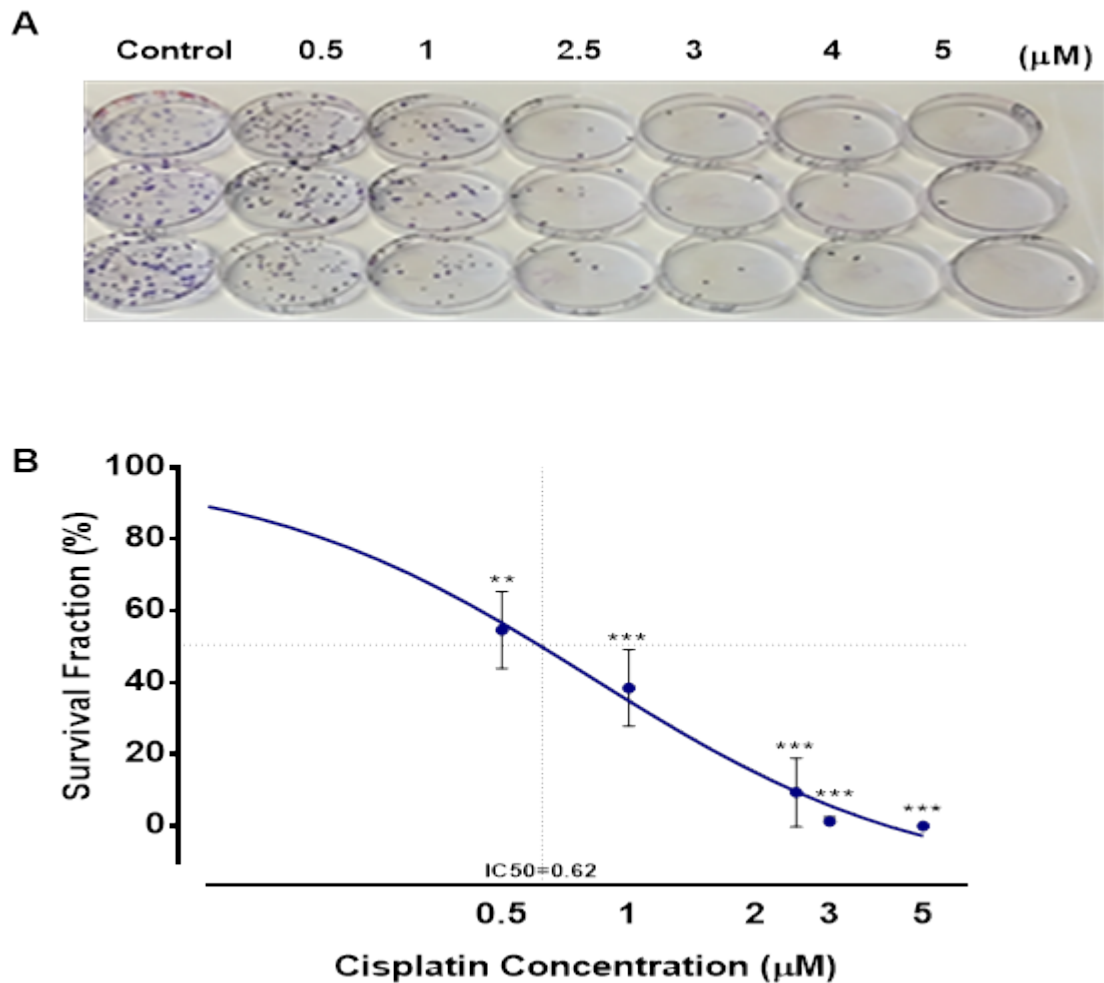 A
Control 0.5 1 2.5 3 4 5 (μM)
B
Survival Fraction (%)
100
80
60
40
20
0
**
***
***
***
***
IC50=0.62
0.5 1 2 3 5
Cisplatin Concentration (μM)